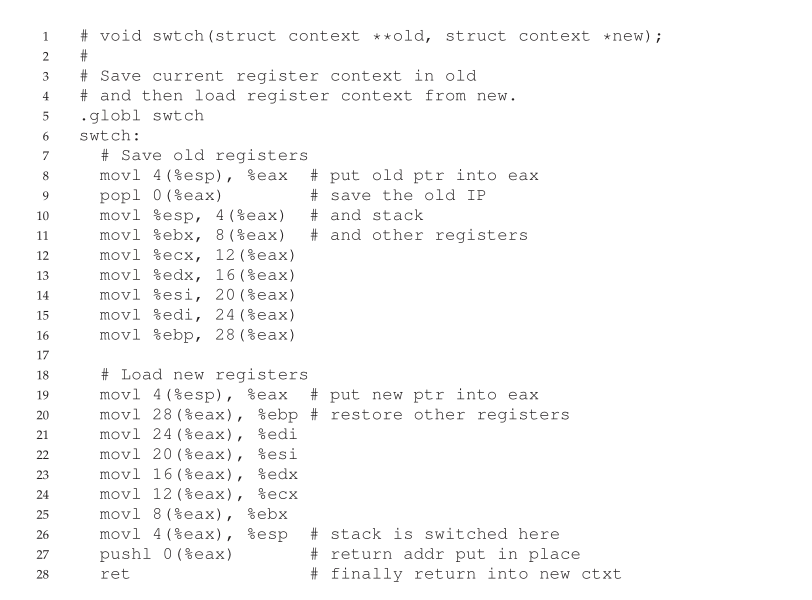 1 # void swtch(struct context **old, struct context *new);
2 #
3 # Save current register context in old
4 # and then load register context from new.
5 .globl swtch
6 swtch:
7 # Save old registers
8 movl 4(%esp), %eax # put old ptr into eax
9 popl 0(%eax) # save the old IP
10 movl %esp, 4(%eax) # and stack
11 movl %ebx, 8(%eax) # and other registers
12 movl %ecx, 12(%eax)
13 movl %edx, 16(%eax)
14 movl %esi, 20(%eax)
15 movl %edi, 24(%eax)
16 movl %ebp, 28(%eax)
17
18 # Load new registers
19 movl 4(%esp), %eax # put new ptr into eax
20 movl 28(%eax), %ebp # restore other registers
21 movl 24(%eax), %edi
22 movl 20(%eax), %esi
23 movl 16(%eax), %edx
24 movl 12(%eax), %ecx
25 movl 8(%eax), %ebx
26 movl 4(%eax), %esp # stack is switched here
27 pushl 0(%eax) # return addr put in place
28 ret # finally return into new ctxt